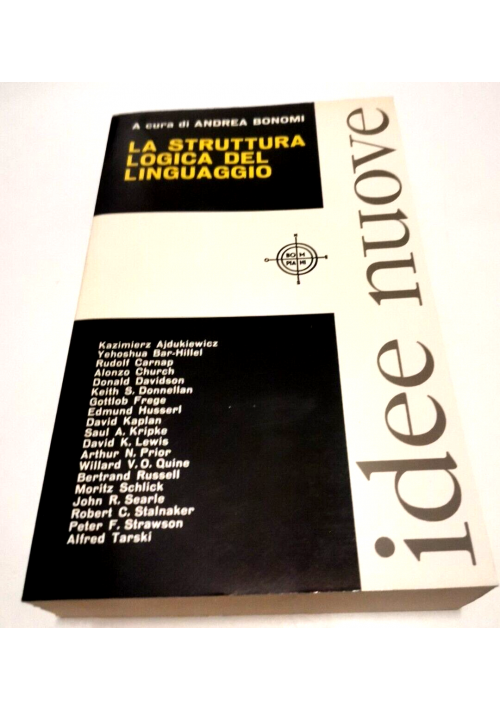 A cura di ANDREA BONOMI
LA STRUTTURA
LOGICA DEL
LINGUAGGIO
idee nuove
BOM
PIANI
Kazimierz Ajdukiewicz
Yehoshua Bar-Hillel
Rudolf Carnap
Alonzo Church
Donald Davidson
Keith S. Donnellan
Gottlob Frege
Edmund Husserl
David Kaplan
Saul A. Kripke
David K. Lewis
Arthur N. Prior
Willard V. O. Quine
Bertrand Russell
Moritz Schlick
John R. Searle
Robert C. Stalnaker
Peter F. Strawson
Alfred Tarski